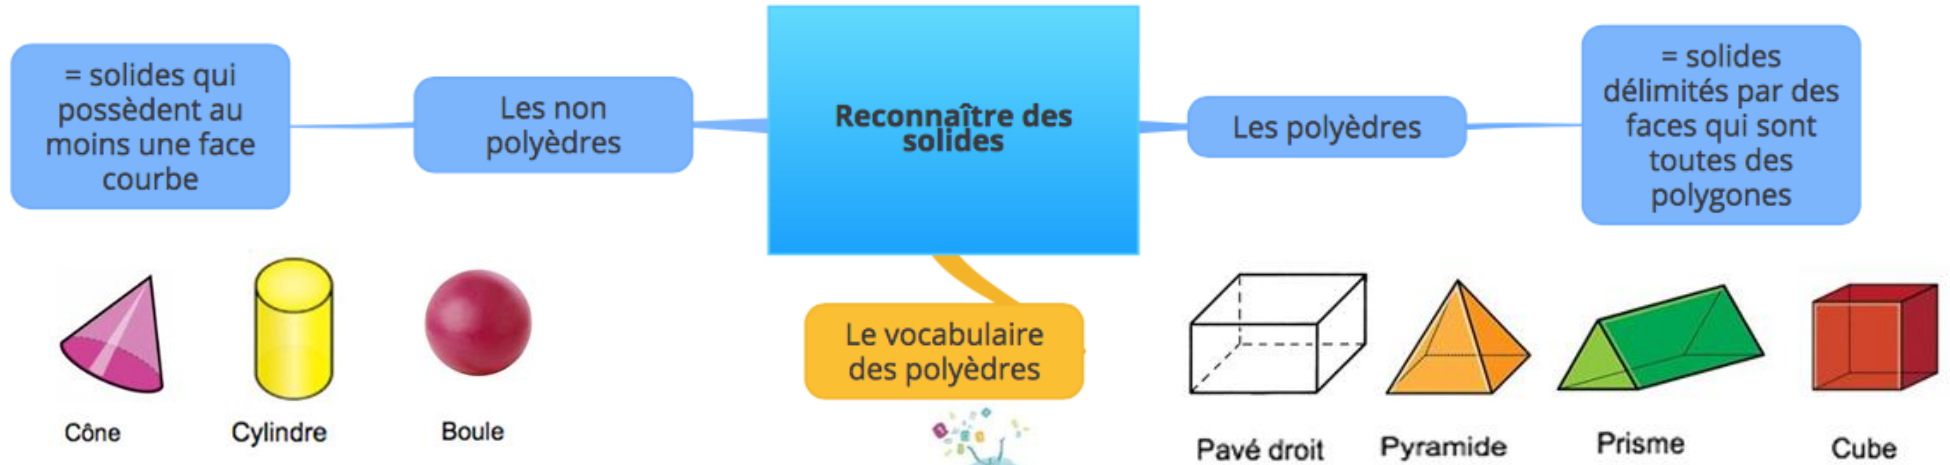 = solides qui
possèdent au
moins une face
courbe
Les non
polyèdres
Reconnaître des
solides
Les polyèdres
= solides
délimités par des
faces qui sont
toutes des
polygones
Le vocabulaire
des polyèdres
Cône
Cylindre
Boule
Pavé droit
Pyramide
Prisme
Cube